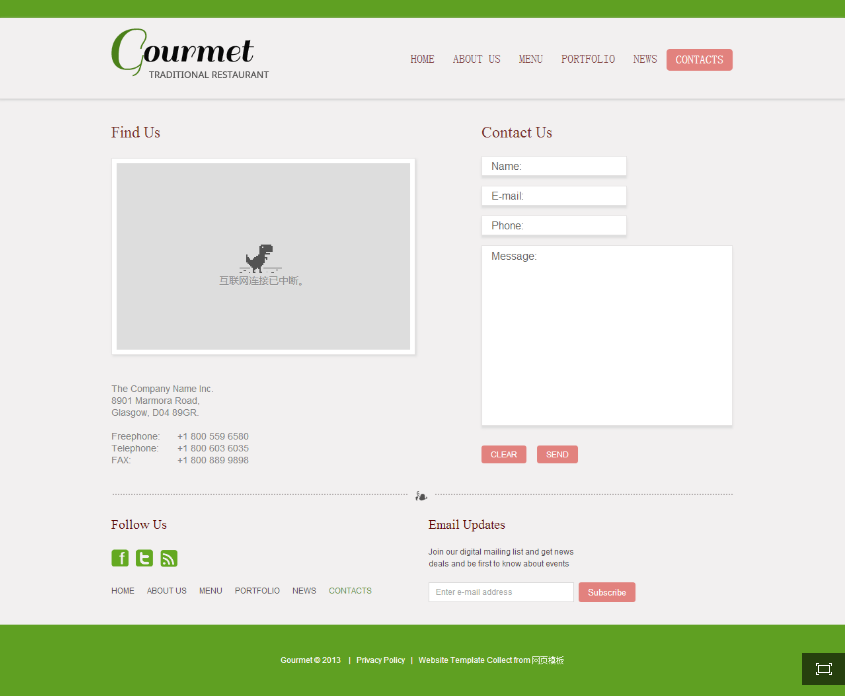 Gourmet
TRADITIONAL RESTAURANT
HOME ABOUT US MENU PORTFOLIO NEWS CONTACTS
Find Us
互联网连接已中断。
The Company Name Inc.
8901 Marmora Road,
Glasgow, D04 89GR.
Freephone: +1 800 559 6580
Telephone: +1 800 603 6035
FAX: +1 800 889 9898
Contact Us
Name:
E-mail:
Phone:
Message:
CLEAR SEND
Follow Us
HOME ABOUT US MENU PORTFOLIO NEWS CONTACTS
Email Updates
Join our digital mailing list and get news
deals and be first to know about events
Enter e-mail address Subscribe
Gourmet © 2013 | Privacy Policy | Website Template Collect from 网页模板